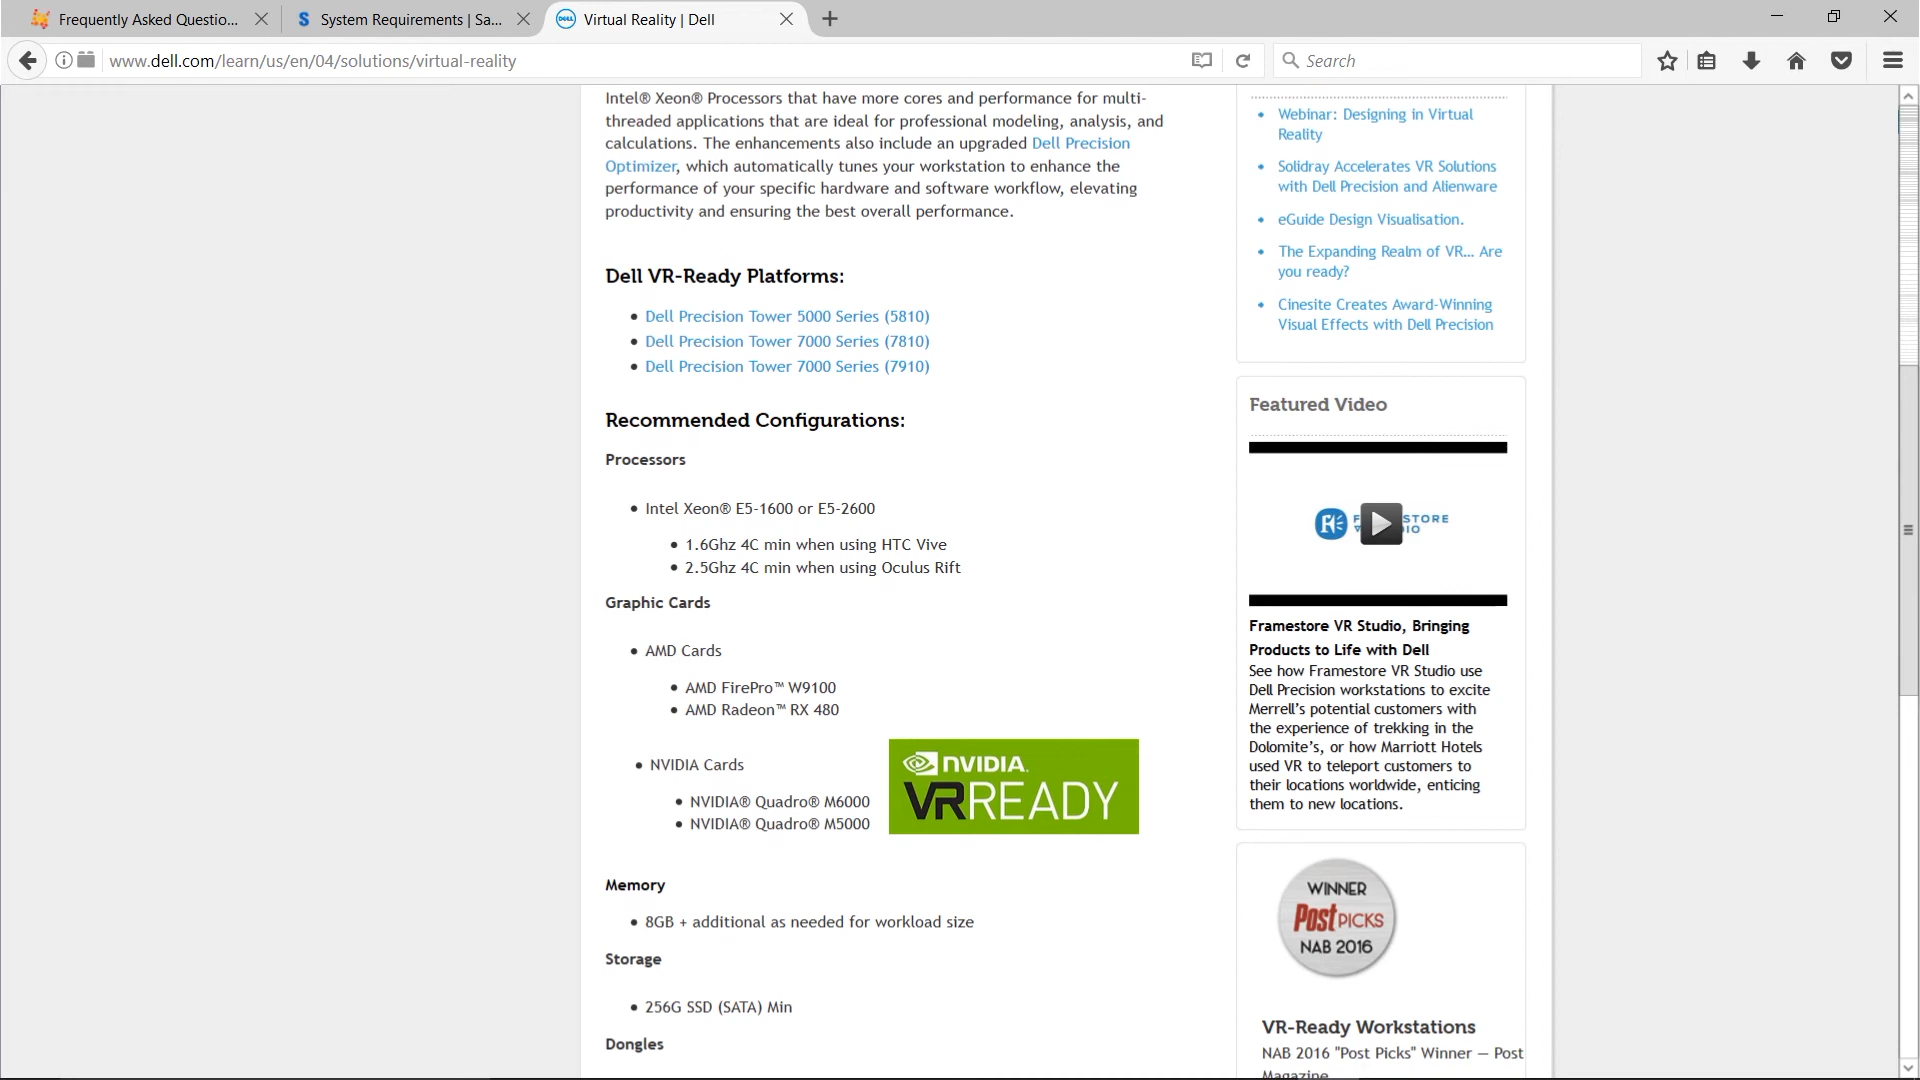 Frequently Asked Questio...
System Requirements | Sa...
Virtual Reality | Dell
www.dell.com/learn/us/en/04/solutions/virtual-reality
Search
Intel® Xeon® Processors that have more cores and performance for multi-
threaded applications that are ideal for professional modeling, analysis, and
calculations. The enhancements also include an upgraded Dell Precision
Optimizer, which automatically tunes your workstation to enhance the
performance of your specific hardware and software workflow, elevating
productivity and ensuring the best overall performance.
Dell VR-Ready Platforms:
• Dell Precision Tower 5000 Series (5810)
• Dell Precision Tower 7000 Series (7810)
• Dell Precision Tower 7000 Series (7910)
Recommended Configurations:
Processors
• Intel Xeon® E5-1600 or E5-2600
• 1.6Ghz 4C min when using HTC Vive
• 2.5Ghz 4C min when using Oculus Rift
Graphic Cards
• AMD Cards
• AMD FirePro™ W9100
• AMD Radeon™ RX 480
• NVIDIA Cards
• NVIDIA® Quadro® M6000
• NVIDIA® Quadro® M5000
NVIDIA.
VRREADY
Memory
• 8GB + additional as needed for workload size
Storage
• 256G SSD (SATA) Min
Dongles
• Webinar: Designing in Virtual
Reality
• Solidray Accelerates VR Solutions
with Dell Precision and Alienware
• eGuide Design Visualisation.
• The Expanding Realm of VR... Are
you ready?
• Cinesite Creates Award-Winning
Visual Effects with Dell Precision
Featured Video
Framestore VR Studio, Bringing
Products to Life with Dell
See how Framestore VR Studio use
Dell Precision workstations to excite
Merrell's potential customers with
the experience of trekking in the
Dolomite's, or how Marriott Hotels
used VR to teleport customers to
their locations worldwide, enticing
them to new locations.
WINNER
Post PICKS
NAB 2016
VR-Ready Workstations
NAB 2016 "Post Picks" Winner — Post
Magazine